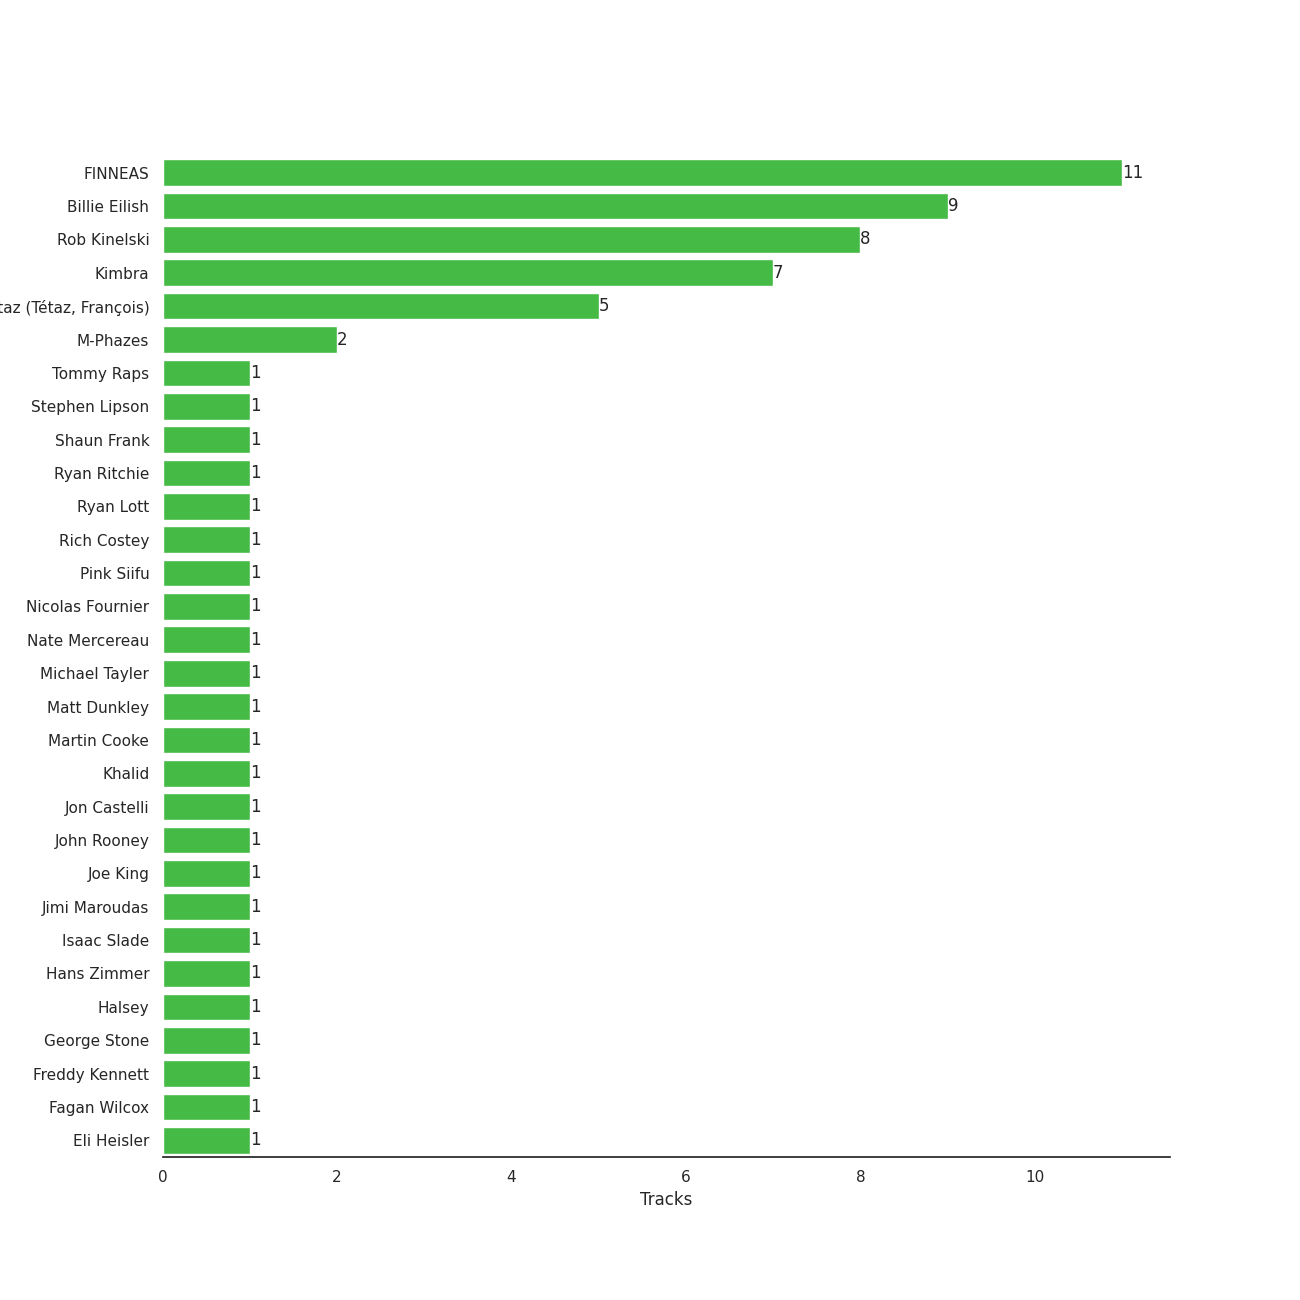 FINNEAS 11
Billie Eilish 9
Rob Kinelski 8
Kimbra 7
(Tétaz, François) 5
M-Phazes 2
Tommy Raps 1
Stephen Lipson 1
Shaun Frank 1
Ryan Ritchie 1
Ryan Lott 1
Rich Costey 1
Pink Siifu 1
Nicolas Fournier 1
Nate Mercereau 1
Michael Tayler 1
Matt Dunkley 1
Martin Cooke 1
Khalid 1
Jon Castelli 1
John Rooney 1
Joe King 1
Jimi Maroudas 1
Isaac Slade 1
Hans Zimmer 1
Halsey 1
George Stone 1
Freddy Kennett 1
Fagan Wilcox 1
Eli Heisler 1
0 2 4 6 8 10
Tracks